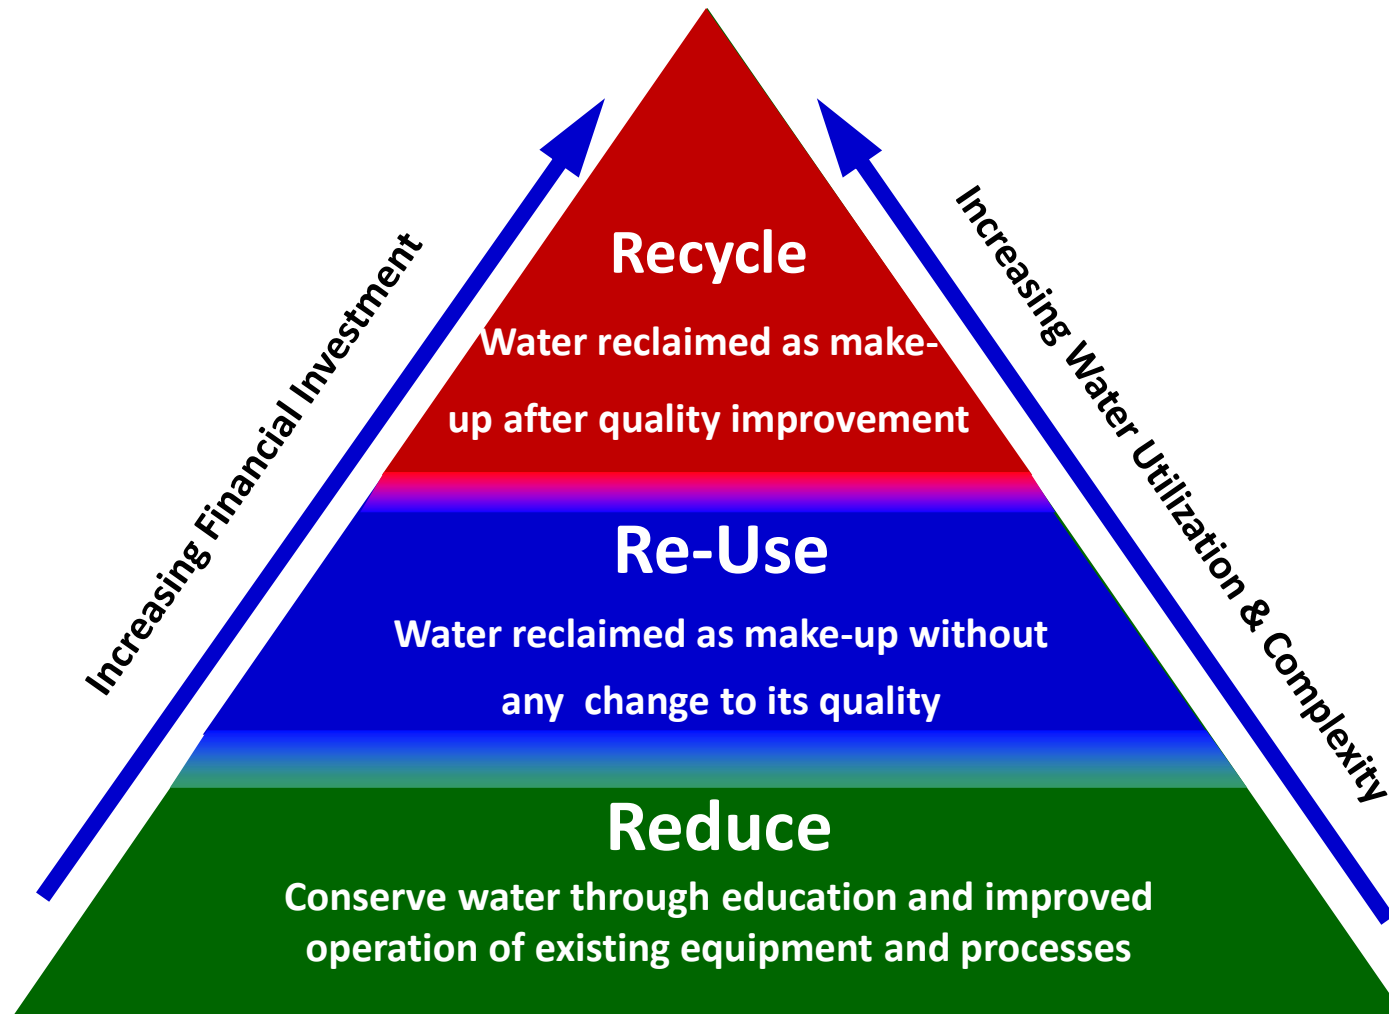 Increasing Financial Investment
Increasing Water Utilization & Complexity
Recycle
Water reclaimed as make-
up after quality improvement
Re-Use
Water reclaimed as make-up without
any  change to its quality
Reduce
Conserve water through education and improved
operation of existing equipment and processes